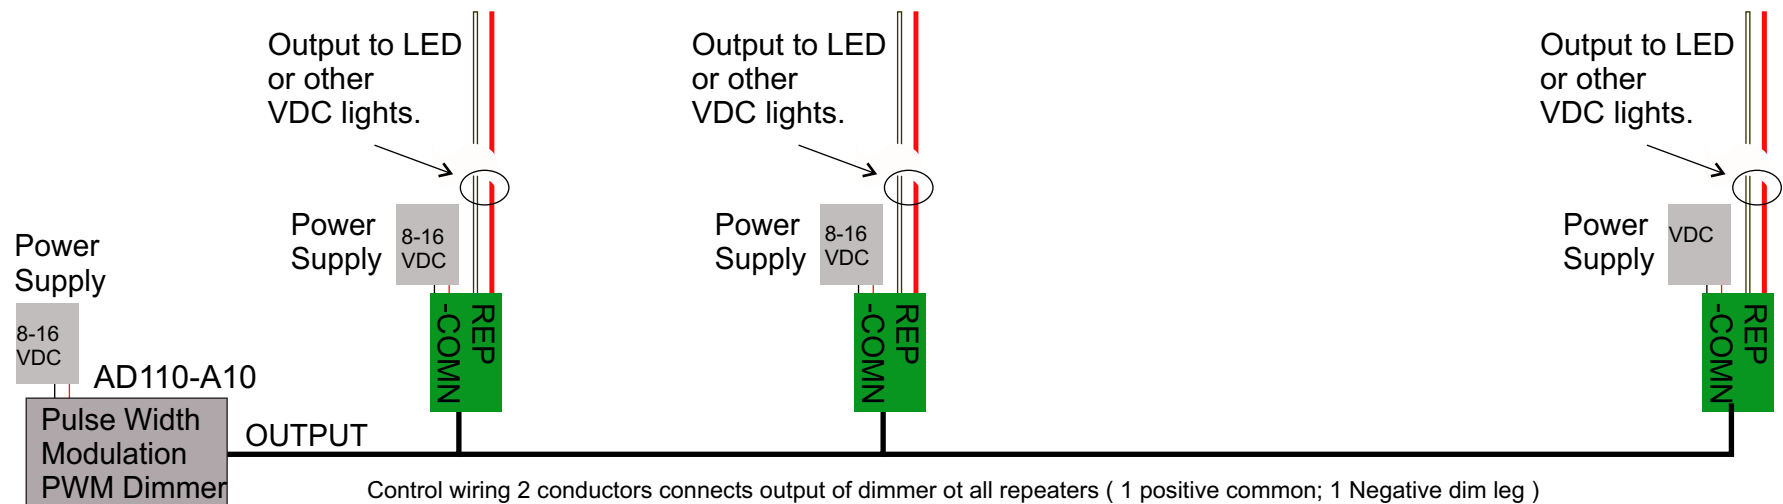 Output to LED
or other
VDC lights.
Output to LED
or other
VDC lights.
Output to LED
or other
VDC lights.
Power
Supply
8-16
VDC
Power
Supply
8-16
VDC
Power
Supply
VDC
Power
Supply
8-16
VDC
REP
-COMN
REP
-COMN
REP
-COMN
AD110-A10
Pulse Width
Modulation
PWM Dimmer
OUTPUT
Control wiring 2 conductors connects output of dimmer ot all repeaters ( 1 positive common; 1 Negative dim leg )